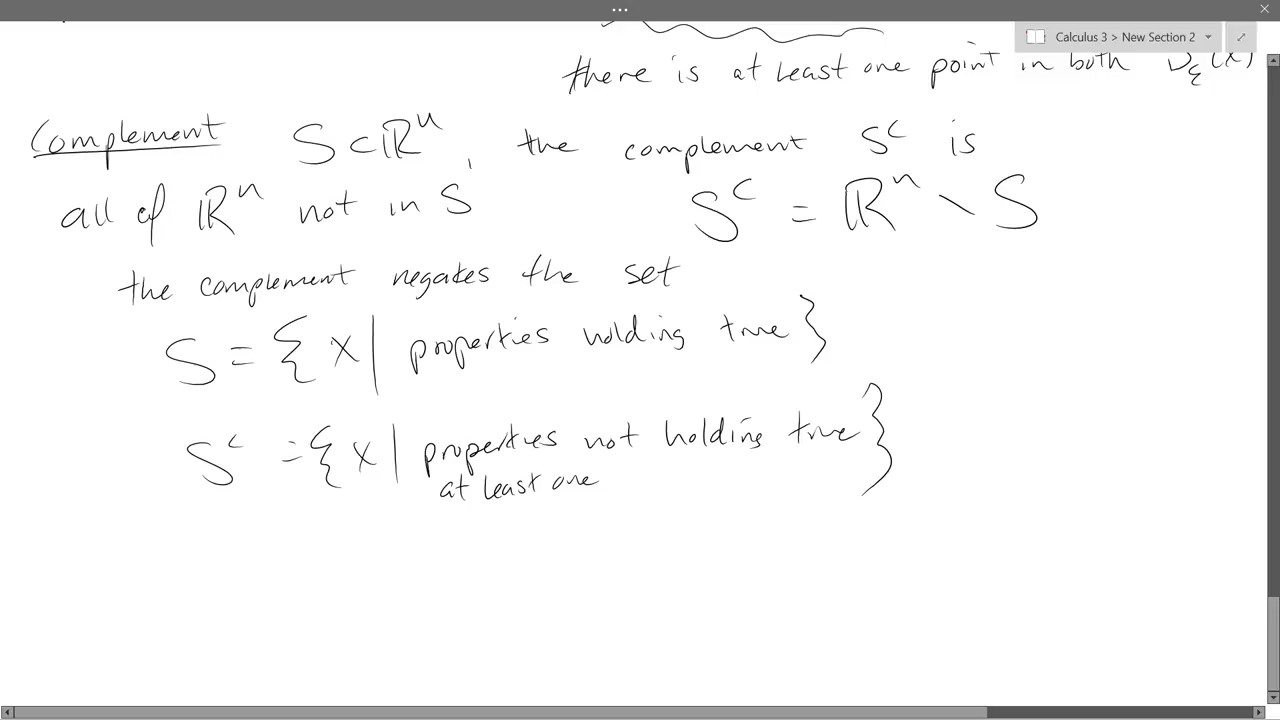 Calculus 3 > New Section 2
there is at least one point in both Dε(x)
Complement S ⊂ ℝⁿ, the complement Sᶜ is
all of ℝⁿ not in S Sᶜ = ℝⁿ \ S
the complement negates the set
S = { x | properties holding true }
Sᶜ = { x | properties not holding true }
at least one